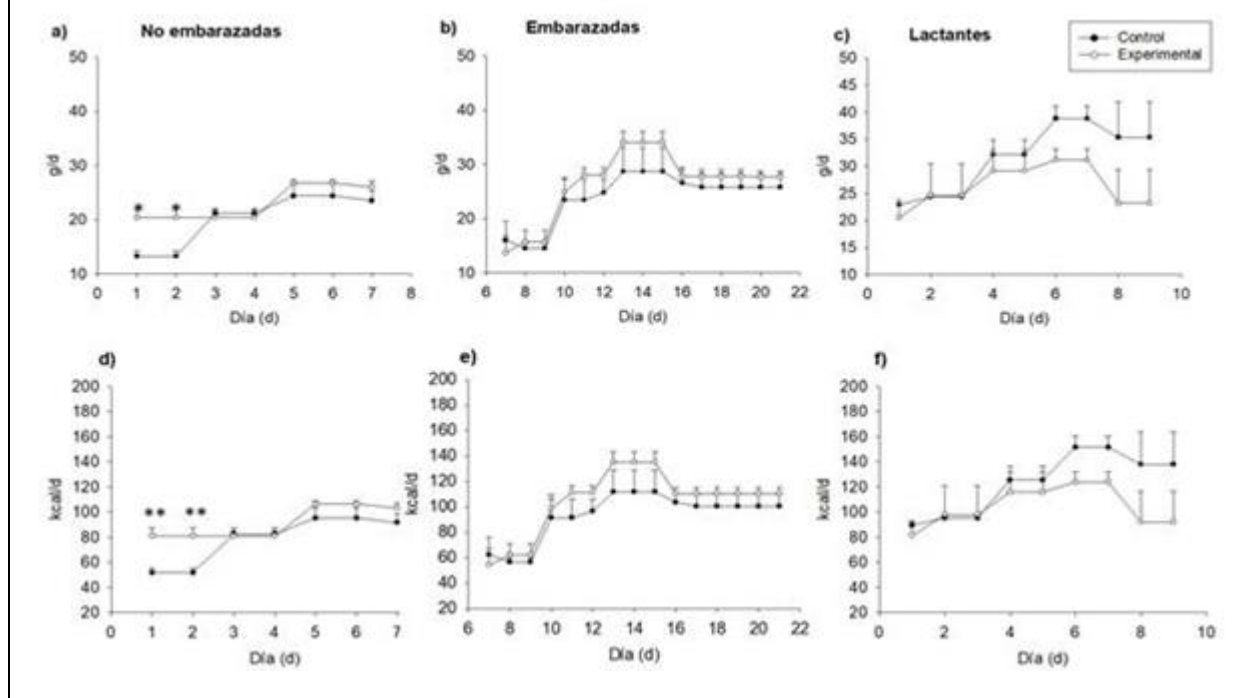 a) No embarazadas
50
40
30
20
10
g/d
* *
0 1 2 3 4 5 6 7 8
Día (d)
b) Embarazadas
50
40
30
20
10
g/d
6 8 10 12 14 16 18 20 22
Día (d)
c) Lactantes
Control
Experimental
50
45
40
35
30
25
20
15
10
g/d
0 2 4 6 8 10
Día (d)
d)
200
180
160
140
120
100
80
60
40
20
kcal/d
** **
0 1 2 3 4 5 6 7
Día (d)
e)
200
180
160
140
120
100
80
60
40
20
kcal/d
6 8 10 12 14 16 18 20 22
Día (d)
f)
200
180
160
140
120
100
80
60
40
20
kcal/d
0 2 4 6 8 10
Día (d)